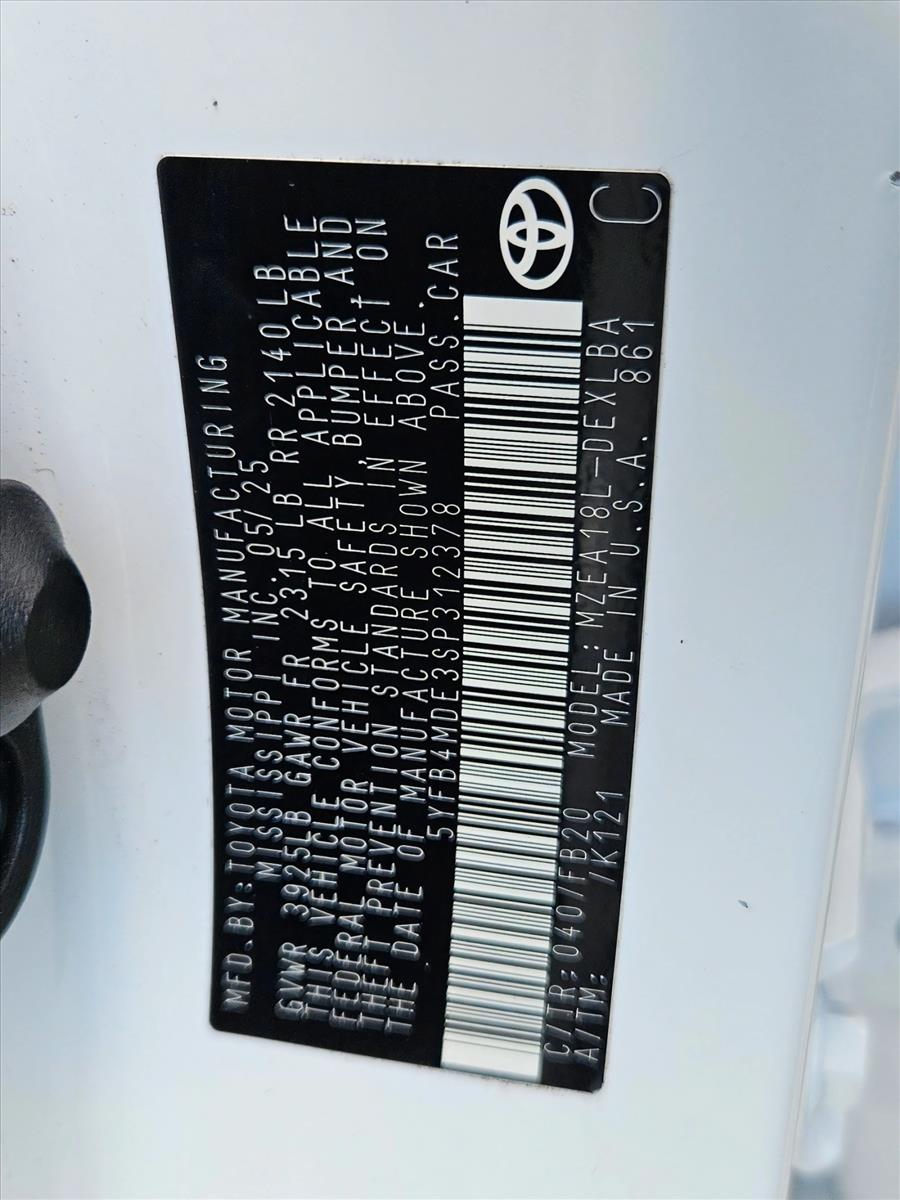 MFD.BY:TOYOTA MOTOR MANUFACTURING
MISSISSIPPI INC. 05/25
GVWR 3925LB GAWR FR 2315 LB RR 2140LB
THIS VEHICLE CONFORMS TO ALL APPLICABLE
FEDERAL MOTOR VEHICLE SAFETY, BUMPER, AND
THEFT PREVENTION STANDARDS IN EFFECT ON
THE DATE OF MANUFACTURE SHOWN ABOVE.
5YFB4MDE3SP312378 PASS.CAR
C/TR:040/FB20 MODEL:MZEA18L-DEXLBA
A/TM: /K121 MADE IN U.S.A. 861
C